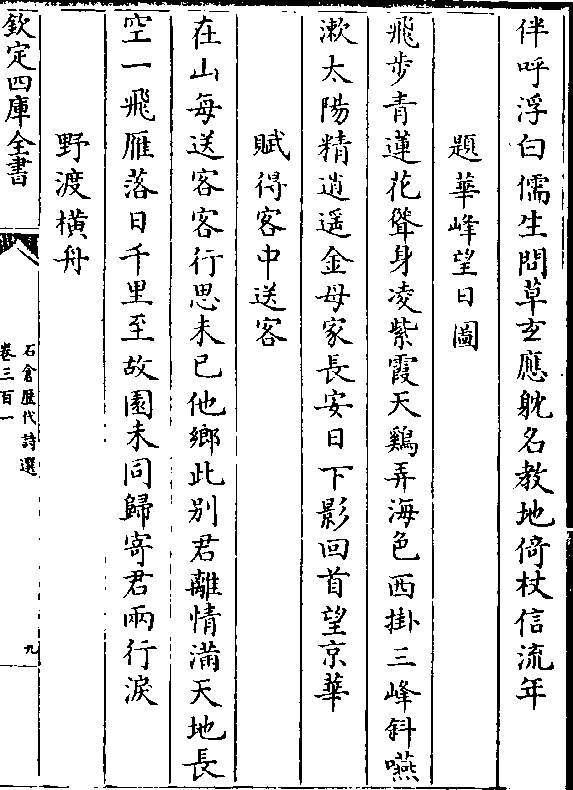 伴呼浮白儒生問草玄應躭名教地倚杖信流年
題華峰望日圖
飛步青蓮花聳身凌紫霞天鷄弄海色西掛三峰斜嚥
漱太陽精逍遥金母家長安日下影回首望京華
賦得客中送客
在山每送客客行思未已他鄉此別君離情滿天地長
空一飛雁落日千里至故園未同歸寄君兩行淚
野渡橫舟
欽定四庫全書
石倉歷代詩選
卷三百一
九